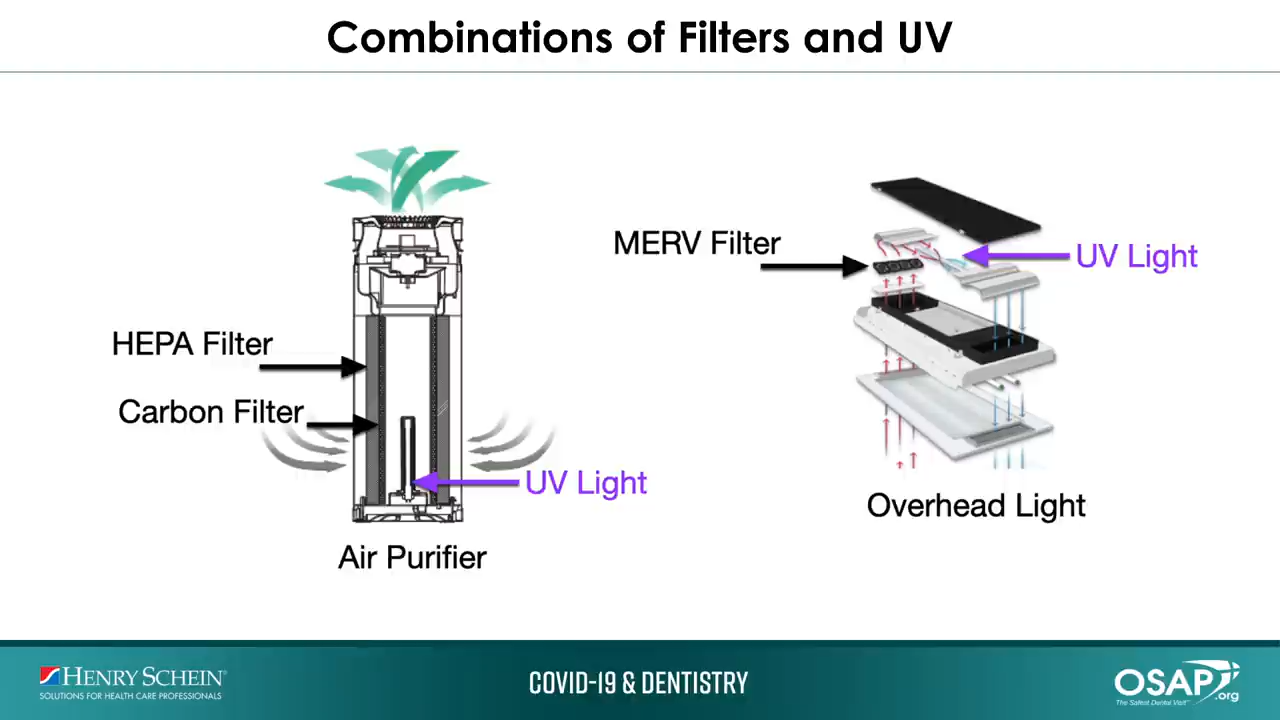 Combinations of Filters and UV
MERV Filter
UV Light
HEPA Filter
Carbon Filter
UV Light
Overhead Light
Air Purifier
HENRY SCHEIN®
SOLUTIONS FOR HEALTH CARE PROFESSIONALS
COVID-19 & DENTISTRY
OSAP.org
The Safest Dental Visit™